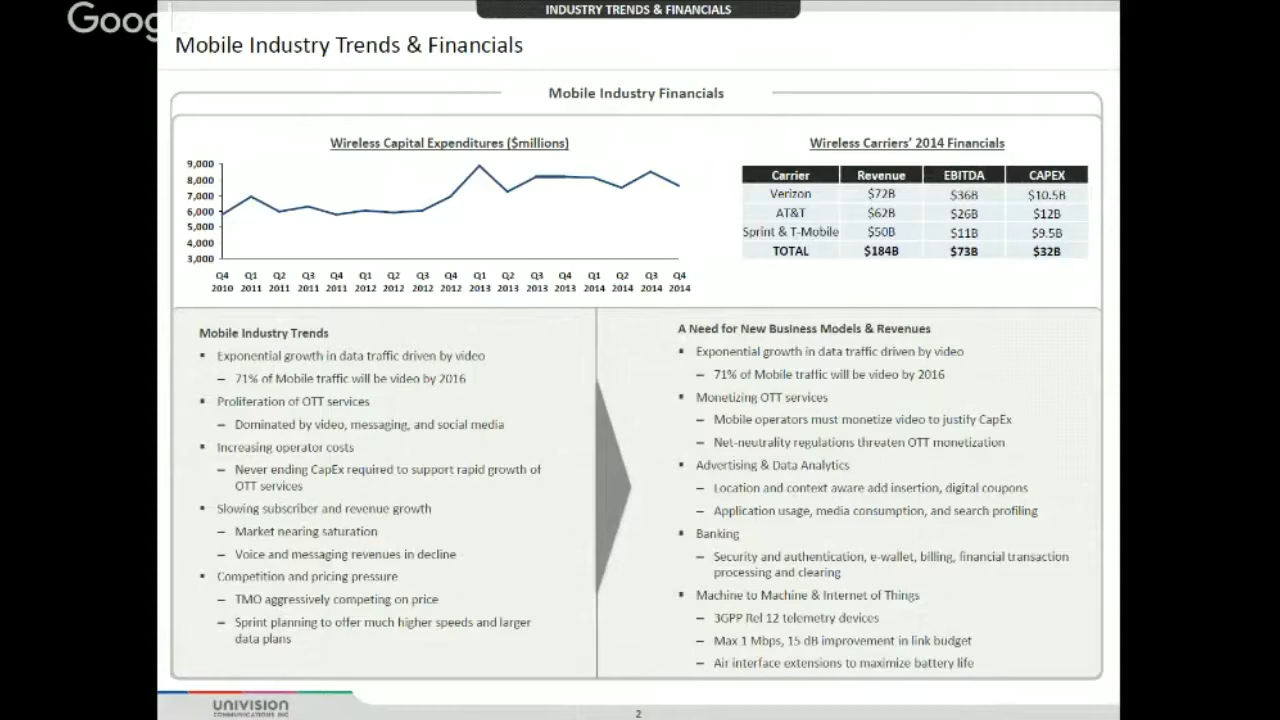 INDUSTRY TRENDS & FINANCIALS
Goog
Mobile Industry Trends & Financials
Mobile Industry Financials
Wireless Capital Expenditures ($millions)
9,000
8,000
7,000
6,000
5,000
4,000
3,000
Q4 Q1 Q2 Q3 Q4 Q1 Q2 Q3 Q4 Q1 Q2 Q3 Q4 Q1 Q2 Q3 Q4
2010 2011 2011 2011 2011 2012 2012 2012 2012 2013 2013 2013 2013 2014 2014 2014 2014
Wireless Carriers' 2014 Financials
Carrier Revenue EBITDA CAPEX
Verizon $72B $36B $10.5B
AT&T $62B $26B $12B
Sprint & T-Mobile $50B $11B $9.5B
TOTAL $184B $73B $32B
Mobile Industry Trends
▪ Exponential growth in data traffic driven by video
– 71% of Mobile traffic will be video by 2016
▪ Proliferation of OTT services
– Dominated by video, messaging, and social media
▪ Increasing operator costs
– Never ending CapEx required to support rapid growth of
OTT services
▪ Slowing subscriber and revenue growth
– Market nearing saturation
– Voice and messaging revenues in decline
▪ Competition and pricing pressure
– TMO aggressively competing on price
– Sprint planning to offer much higher speeds and larger
data plans
A Need for New Business Models & Revenues
▪ Exponential growth in data traffic driven by video
– 71% of Mobile traffic will be video by 2016
▪ Monetizing OTT services
– Mobile operators must monetize video to justify CapEx
– Net-neutrality regulations threaten OTT monetization
▪ Advertising & Data Analytics
– Location and context aware add insertion, digital coupons
– Application usage, media consumption, and search profiling
▪ Banking
– Security and authentication, e-wallet, billing, financial transaction
processing and clearing
▪ Machine to Machine & Internet of Things
– 3GPP Rel 12 telemetry devices
– Max 1 Mbps, 15 dB improvement in link budget
– Air interface extensions to maximize battery life
UNIVISION
COMMUNICATIONS INC
2